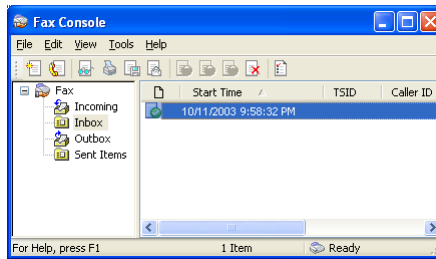 Fax Console
File Edit View Tools Help
Fax
Incoming
Inbox
Outbox
Sent Items
Start Time TSID Caller ID
10/11/2003 9:58:32 PM
For Help, press F1 1 Item Ready